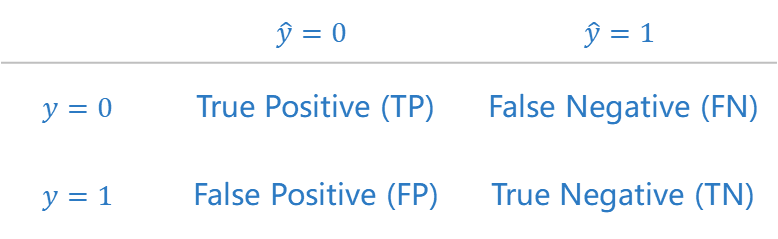 ŷ = 0 ŷ = 1
y = 0 True Positive (TP) False Negative (FN)
y = 1 False Positive (FP) True Negative (TN)